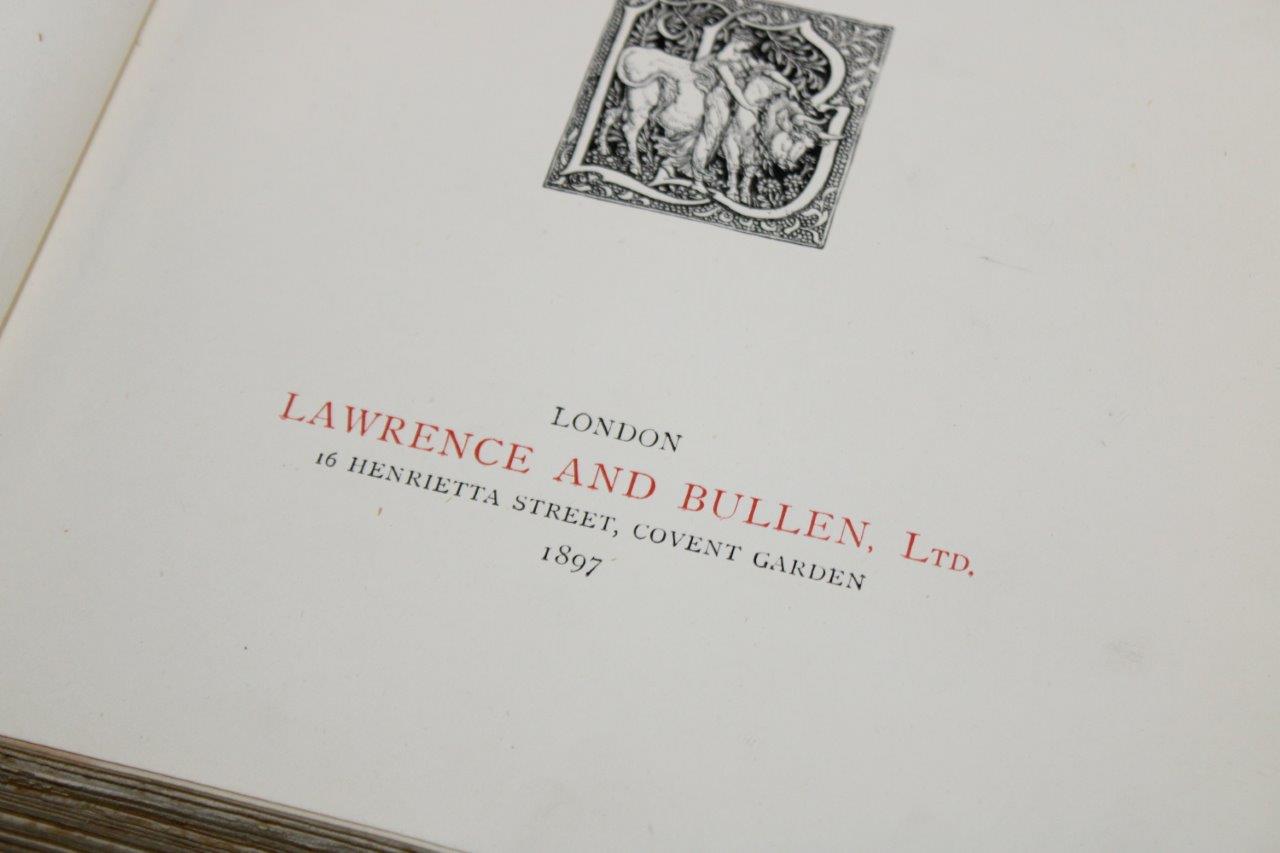 LONDON
LAWRENCE AND BULLEN, LTD.
16 HENRIETTA STREET, COVENT GARDEN
1897